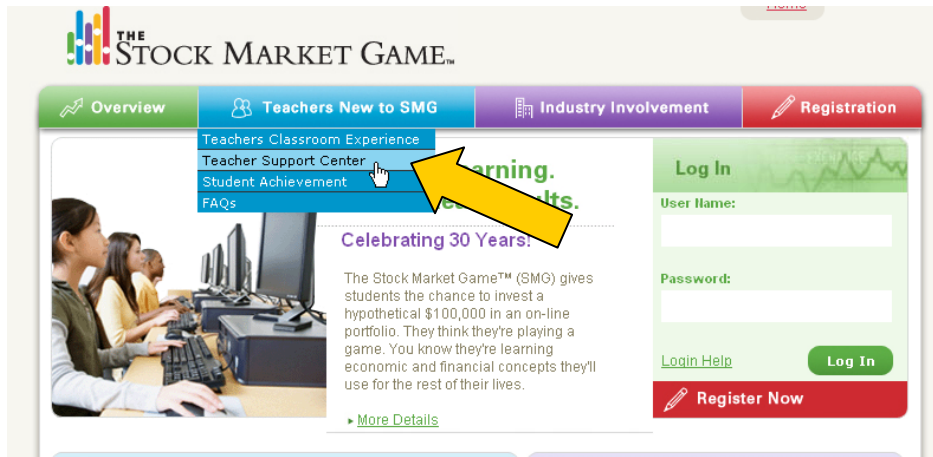 Home
THE
STOCK MARKET GAME™
Overview
Teachers New to SMG
Industry Involvement
Registration
Teachers Classroom Experience
Teacher Support Center
Student Achievement
FAQs
Log In
User Name:
Celebrating 30 Years!
The Stock Market Game™ (SMG) gives
students the chance to invest a
hypothetical $100,000 in an on-line
portfolio. They think they're playing a
game. You know they're learning
economic and financial concepts they'll
use for the rest of their lives.
More Details
Password:
Login Help
Log In
Register Now